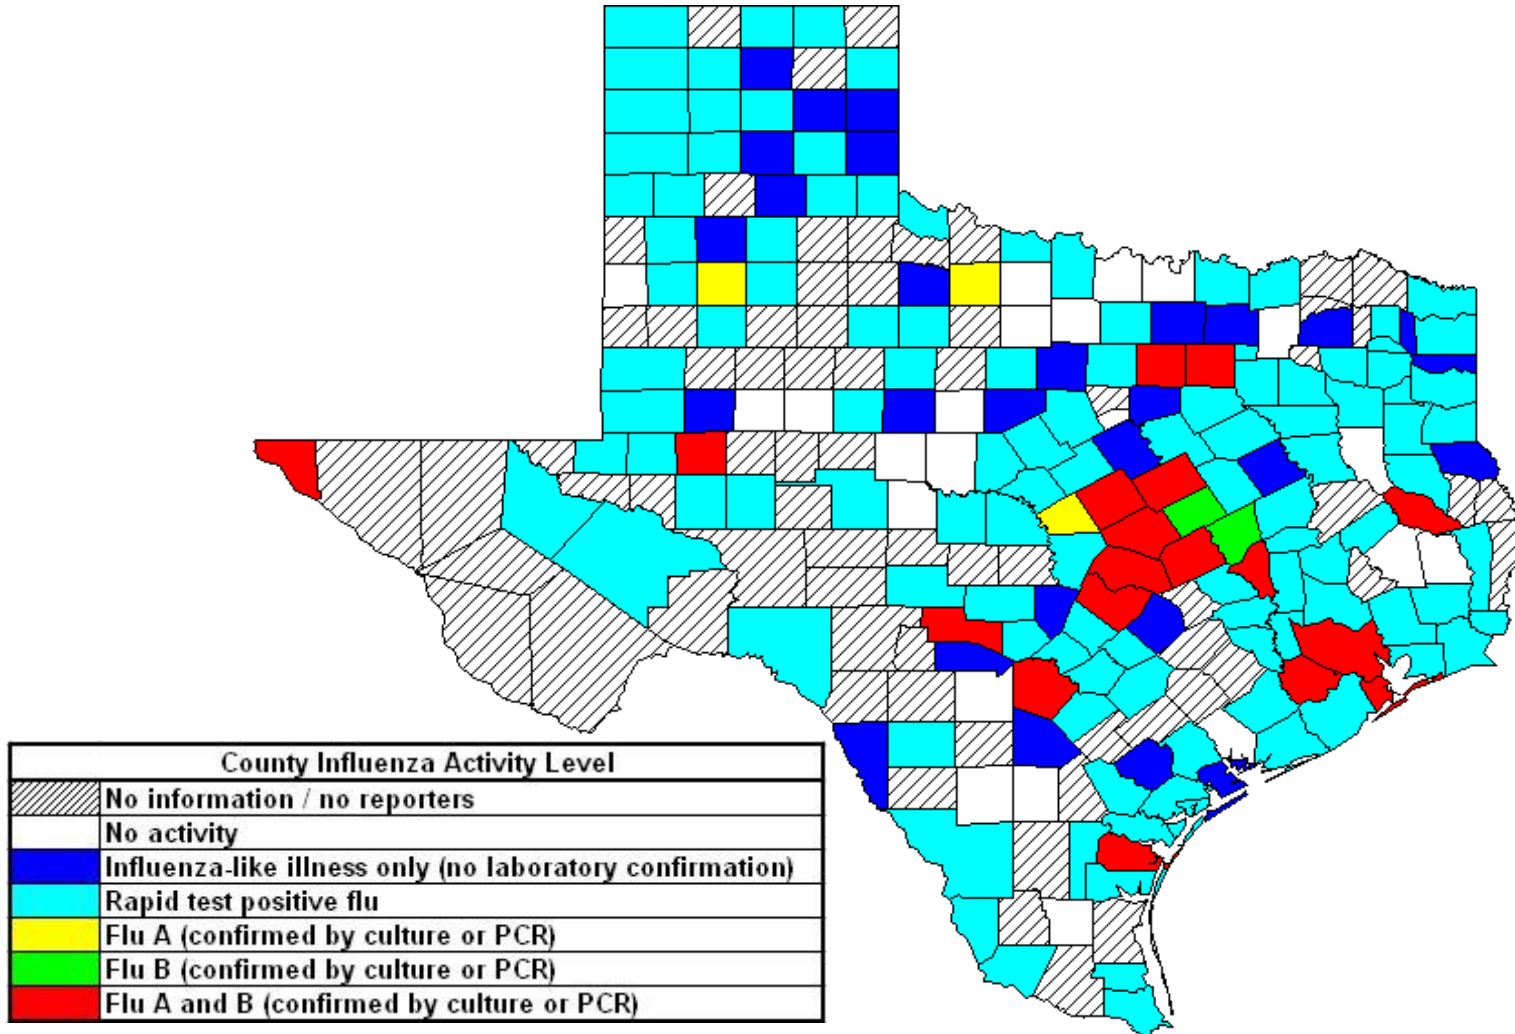 County Influenza Activity Level
No information / no reporters
No activity
Influenza-like illness only (no laboratory confirmation)
Rapid test positive flu
Flu A (confirmed by culture or PCR)
Flu B (confirmed by culture or PCR)
Flu A and B (confirmed by culture or PCR)